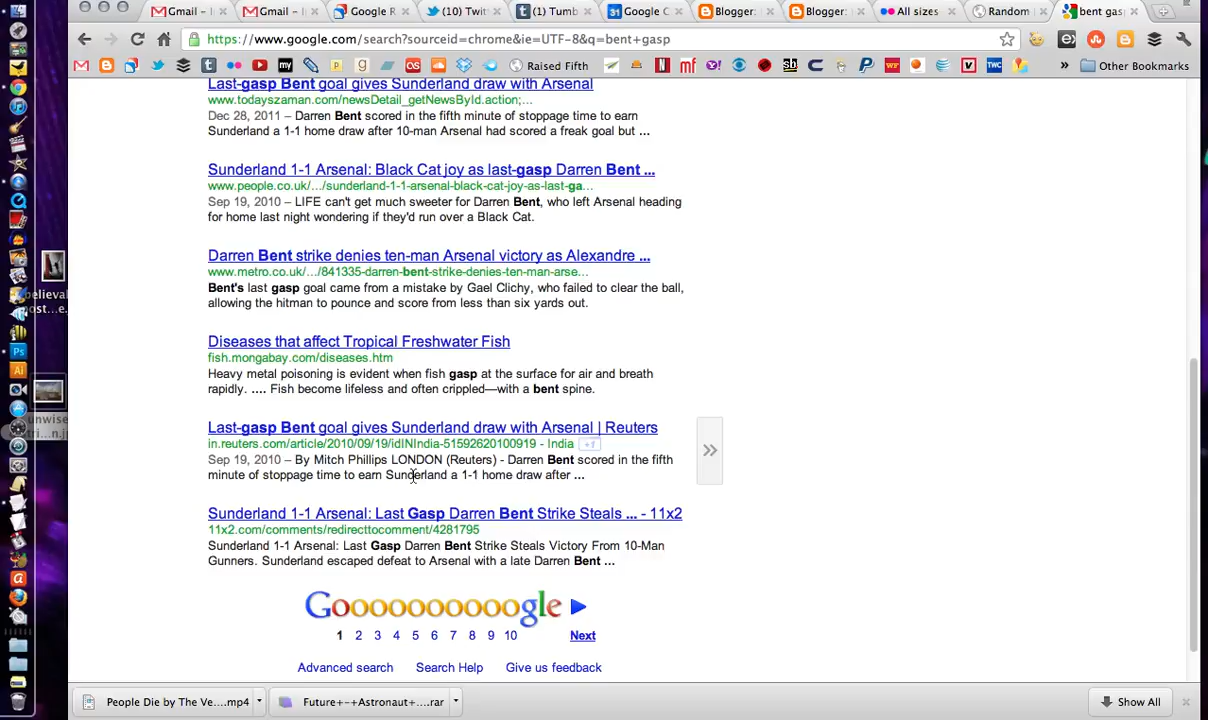 Gmail - I
Gmail - I
Google R
(10) Twit
(1) Tumb
Google C
Blogger:
Blogger:
All sizes
Random
bent gas
https://www.google.com/search?sourceid=chrome&ie=UTF-8&q=bent+gasp
Raised Fifth
Other Bookmarks
Last-gasp Bent goal gives Sunderland draw with Arsenal
www.todayszaman.com/newsDetail_getNewsById.action;...
Dec 28, 2011 – Darren Bent scored in the fifth minute of stoppage time to earn
Sunderland a 1-1 home draw after 10-man Arsenal had scored a freak goal but ...
Sunderland 1-1 Arsenal: Black Cat joy as last-gasp Darren Bent ...
www.people.co.uk/.../sunderland-1-1-arsenal-black-cat-joy-as-last-ga...
Sep 19, 2010 – LIFE can't get much sweeter for Darren Bent, who left Arsenal heading
for home last night wondering if they'd run over a Black Cat.
Darren Bent strike denies ten-man Arsenal victory as Alexandre ...
www.metro.co.uk/.../841335-darren-bent-strike-denies-ten-man-arse...
Bent's last gasp goal came from a mistake by Gael Clichy, who failed to clear the ball,
allowing the hitman to pounce and score from less than six yards out.
Diseases that affect Tropical Freshwater Fish
fish.mongabay.com/diseases.htm
Heavy metal poisoning is evident when fish gasp at the surface for air and breath
rapidly. .... Fish become lifeless and often crippled—with a bent spine.
Last-gasp Bent goal gives Sunderland draw with Arsenal | Reuters
in.reuters.com/article/2010/09/19/idINIndia-51592620100919 - India +1
Sep 19, 2010 – By Mitch Phillips LONDON (Reuters) - Darren Bent scored in the fifth
minute of stoppage time to earn Sunderland a 1-1 home draw after ...
Sunderland 1-1 Arsenal: Last Gasp Darren Bent Strike Steals ... - 11x2
11x2.com/comments/redirecttocomment/4281795
Sunderland 1-1 Arsenal: Last Gasp Darren Bent Strike Steals Victory From 10-Man
Gunners. Sunderland escaped defeat to Arsenal with a late Darren Bent ...
Goooooooooogle
1 2 3 4 5 6 7 8 9 10 Next
Advanced search Search Help Give us feedback
People Die by The Ve....mp4
Future+-+Astronaut+....rar
Show All